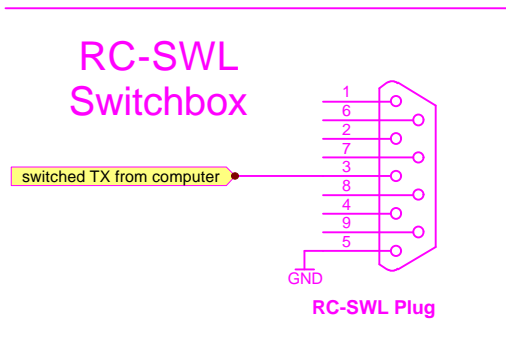 RC-SWL
Switchbox
1
6
2
7
switched TX from computer
3
8
4
9
5
GND
RC-SWL Plug